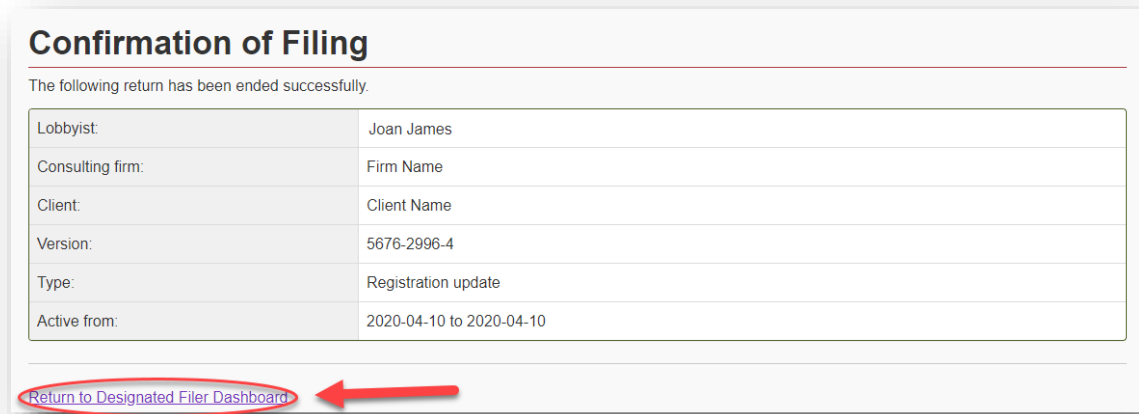 Confirmation of Filing
The following return has been ended successfully.
Lobbyist: Joan James
Consulting firm: Firm Name
Client: Client Name
Version: 5676-2996-4
Type: Registration update
Active from: 2020-04-10 to 2020-04-10
Return to Designated Filer Dashboard